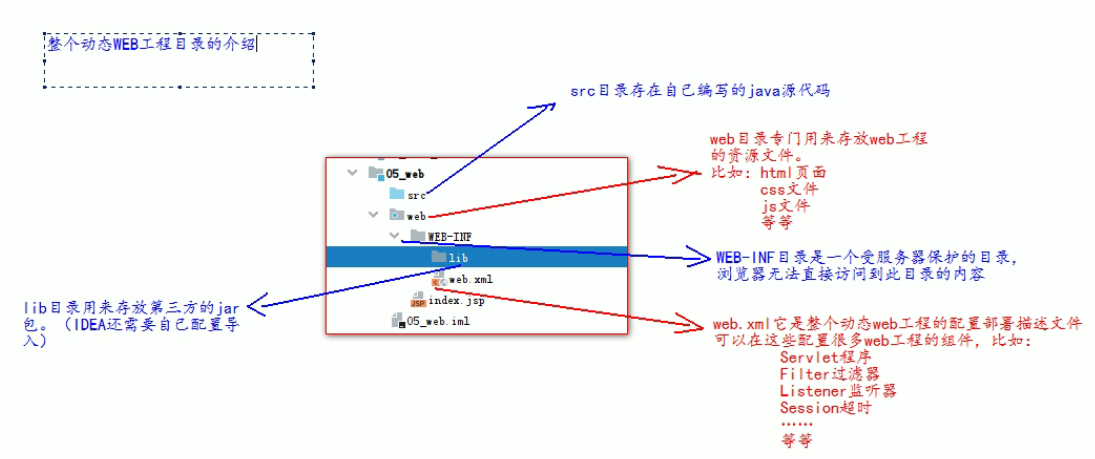 整个动态WEB工程目录的介绍
src目录存在自己编写的java源代码
web目录专门用来存放web工程
的资源文件。
比如：html页面
css文件
js文件
等等
05_web
src
web
WEB-INF
lib
web.xml
index.jsp
05_web.iml
WEB-INF目录是一个受服务器保护的目录，
浏览器无法直接访问到此目录的内容
lib目录用来存放第三方的jar
包。（IDEA还需要自己配置导
入）
web.xml它是整个动态web工程的配置部署描述文件
可以在这些配置很多web工程的组件，比如：
Servlet程序
Filter过滤器
Listener监听器
Session超时
……
等等